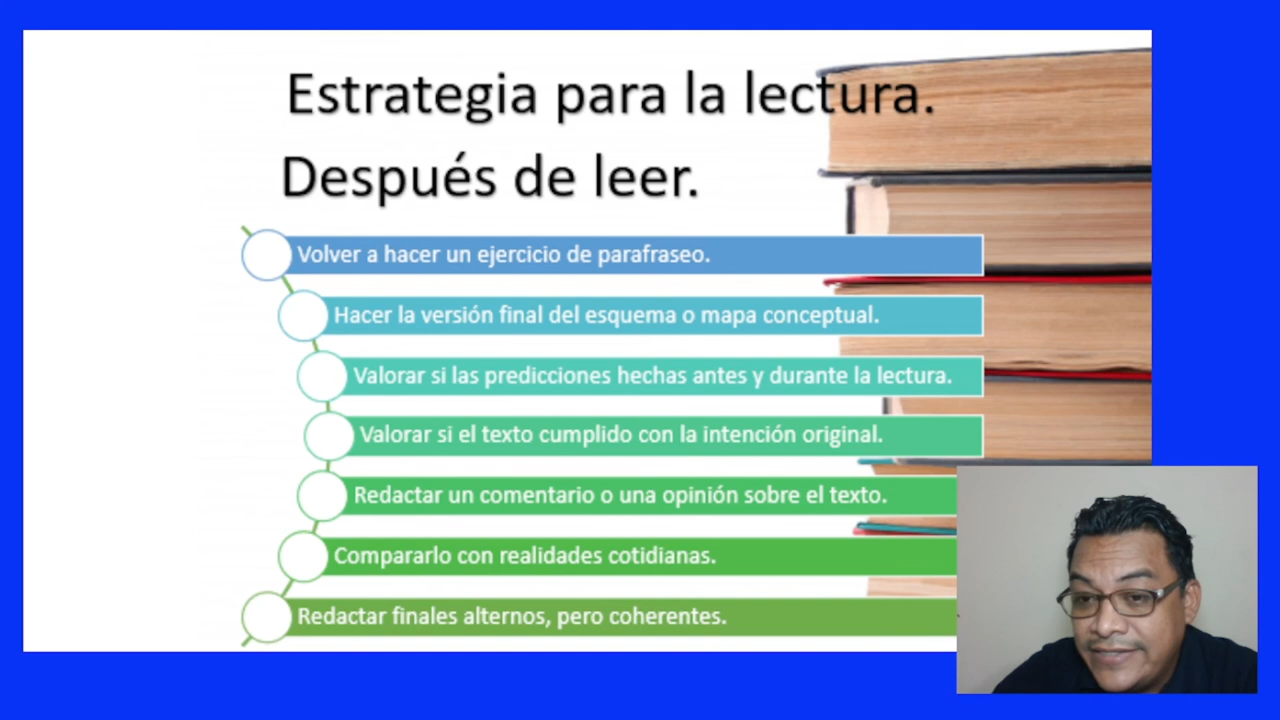 Estrategia para la lectura.
Después de leer.
Volver a hacer un ejercicio de parafraseo.
Hacer la versión final del esquema o mapa conceptual.
Valorar si las predicciones hechas antes y durante la lectura.
Valorar si el texto cumplido con la intención original.
Redactar un comentario o una opinión sobre el texto.
Compararlo con realidades cotidianas.
Redactar finales alternos, pero coherentes.